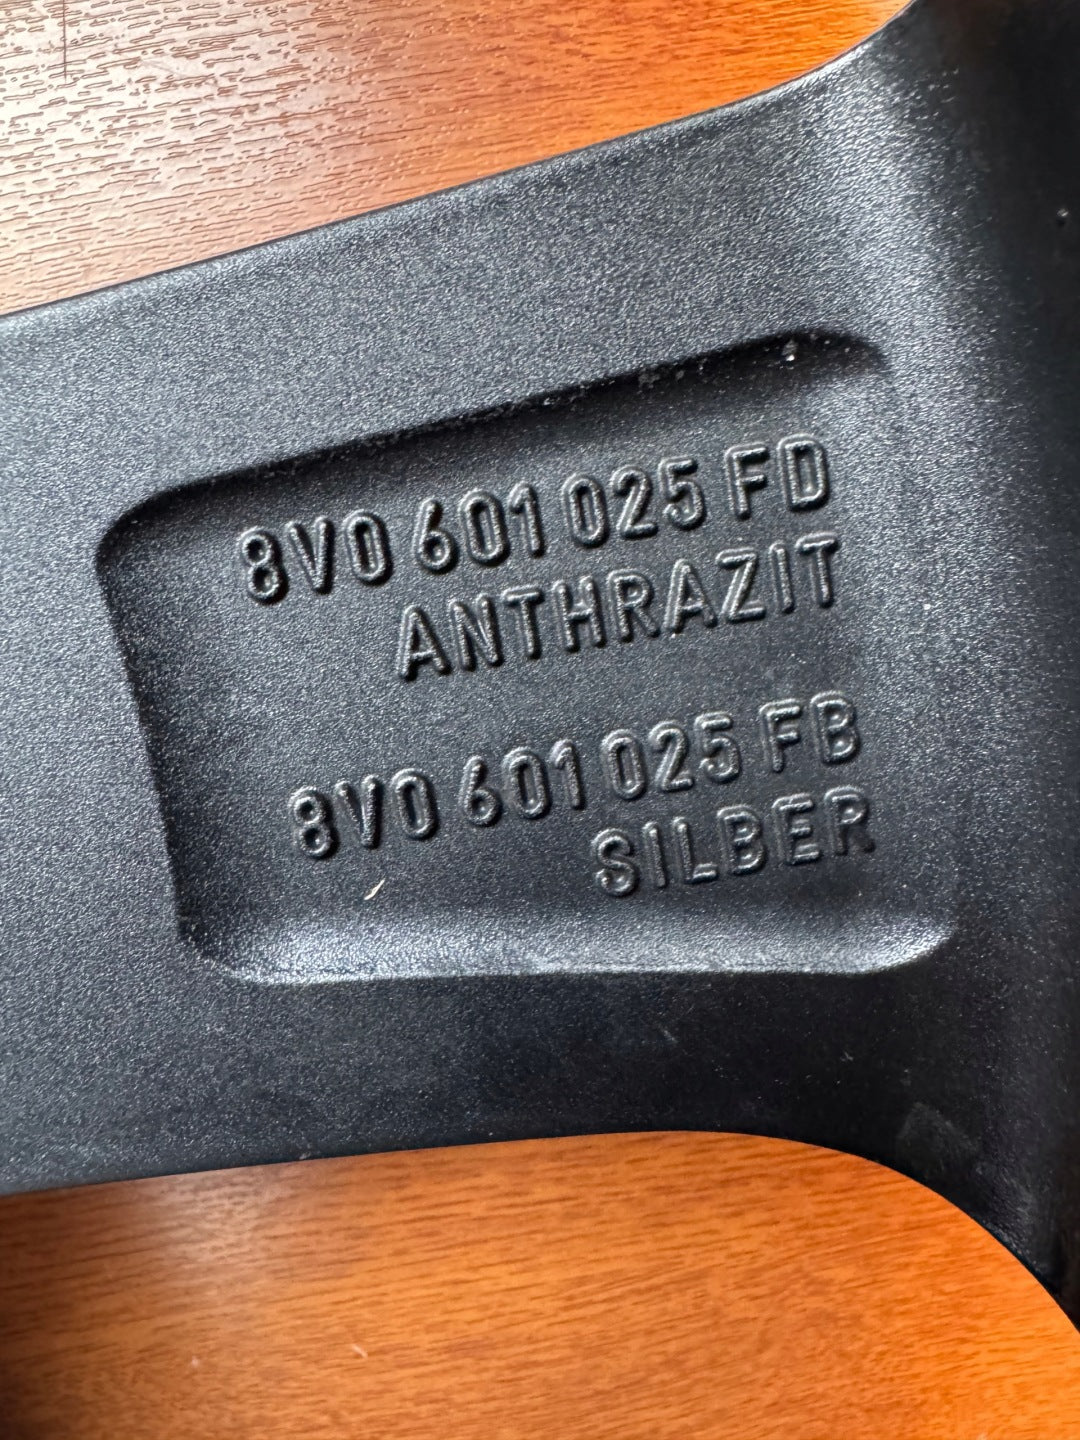 8V0 601 025 FD
ANTHRAZIT
8V0 601 025 FB
SILBER